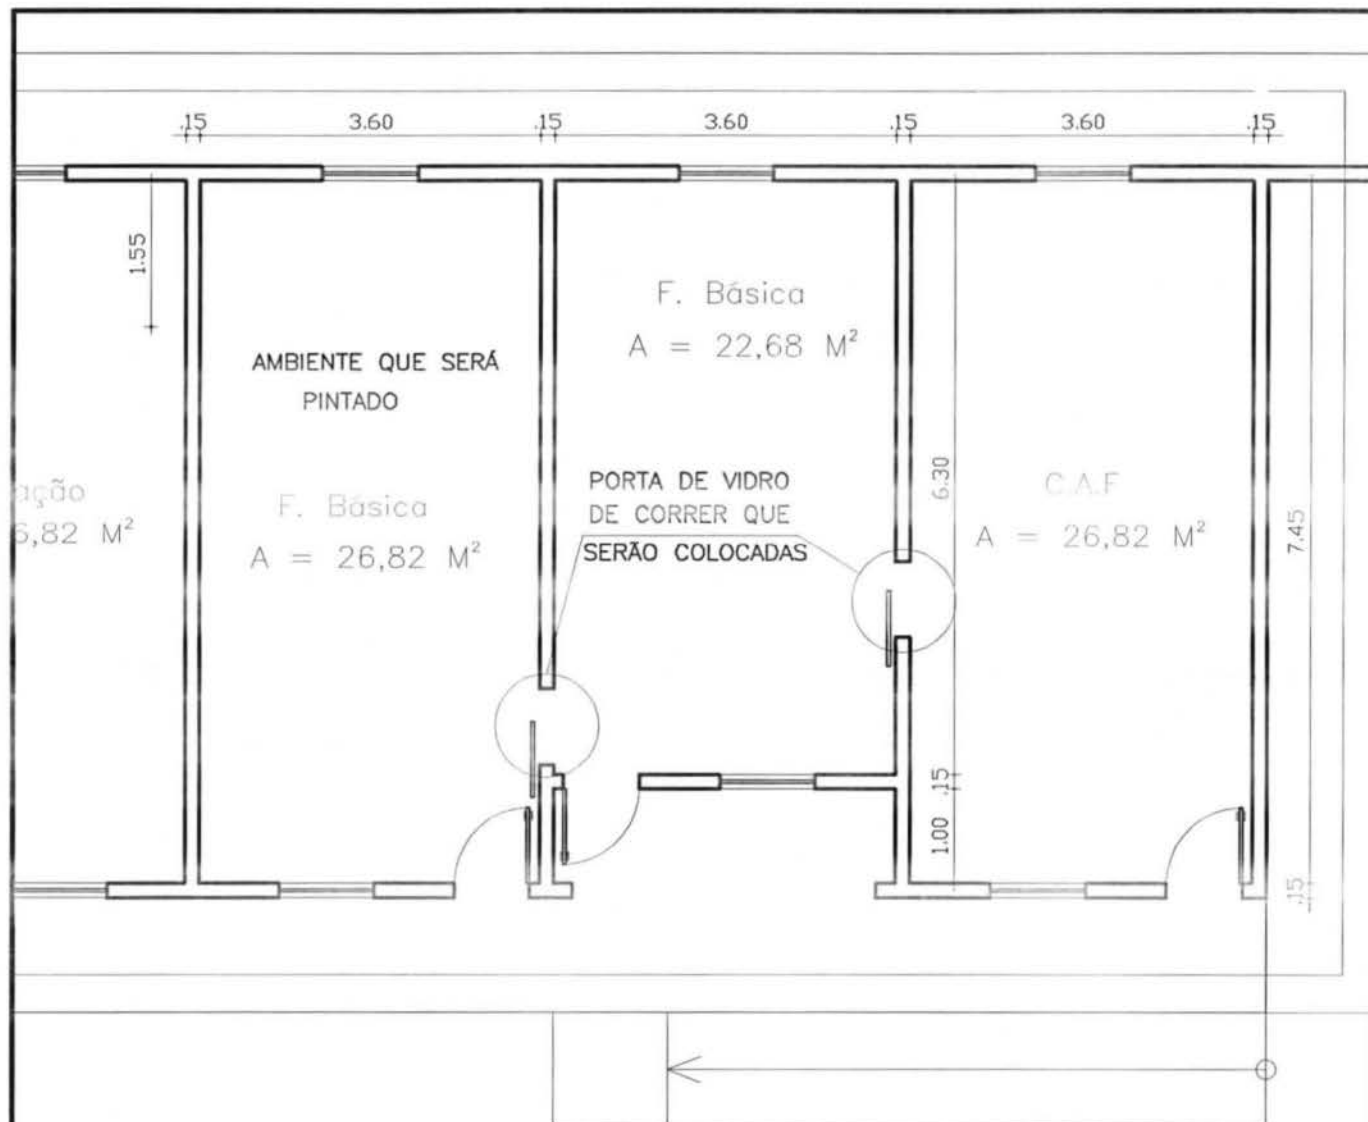 .15 3.60 .15 3.60 .15 3.60 .15
1.55
F. Básica
A = 22,68 M²
AMBIENTE QUE SERÁ
PINTADO
PORTA DE VIDRO
DE CORRER QUE
SERÃO COLOCADAS
6.30
C.A.F
A = 26,82 M²
7.45
ação
6,82 M²
F. Básica
A = 26,82 M²
.15
1.00
.15